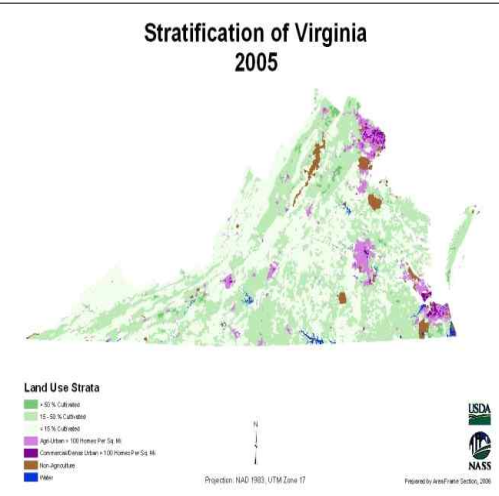 Stratification of Virginia
2005
Land Use Strata
> 50 % Cultivated
15 - 50 % Cultivated
< 15 % Cultivated
Agri-Urban > 100 Homes Per Sq. Mi.
Commercial/Dense Urban > 100 Homes Per Sq. Mi.
Non-Agriculture
Water
N
Projection: NAD 1983, UTM Zone 17
USDA
NASS
Prepared by Area Frame Section, 2006